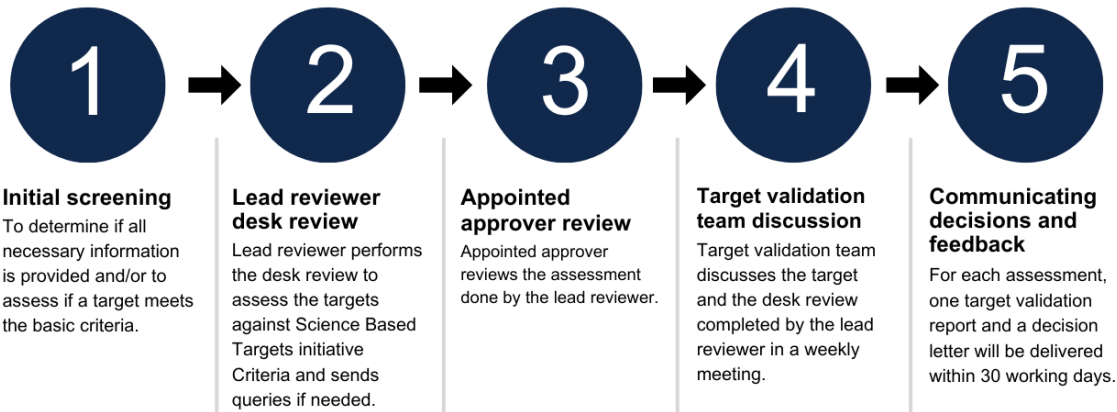 1
2
3
4
5
Initial screening
To determine if all
necessary information
is provided and/or to
assess if a target meets
the basic criteria.
Lead reviewer
desk review
Lead reviewer performs
the desk review to
assess the targets
against Science Based
Targets initiative
Criteria and sends
queries if needed.
Appointed
approver review
Appointed approver
reviews the assessment
done by the lead reviewer.
Target validation
team discussion
Target validation team
discusses the target
and the desk review
completed by the lead
reviewer in a weekly
meeting.
Communicating
decisions and
feedback
For each assessment,
one target validation
report and a decision
letter will be delivered
within 30 working days.